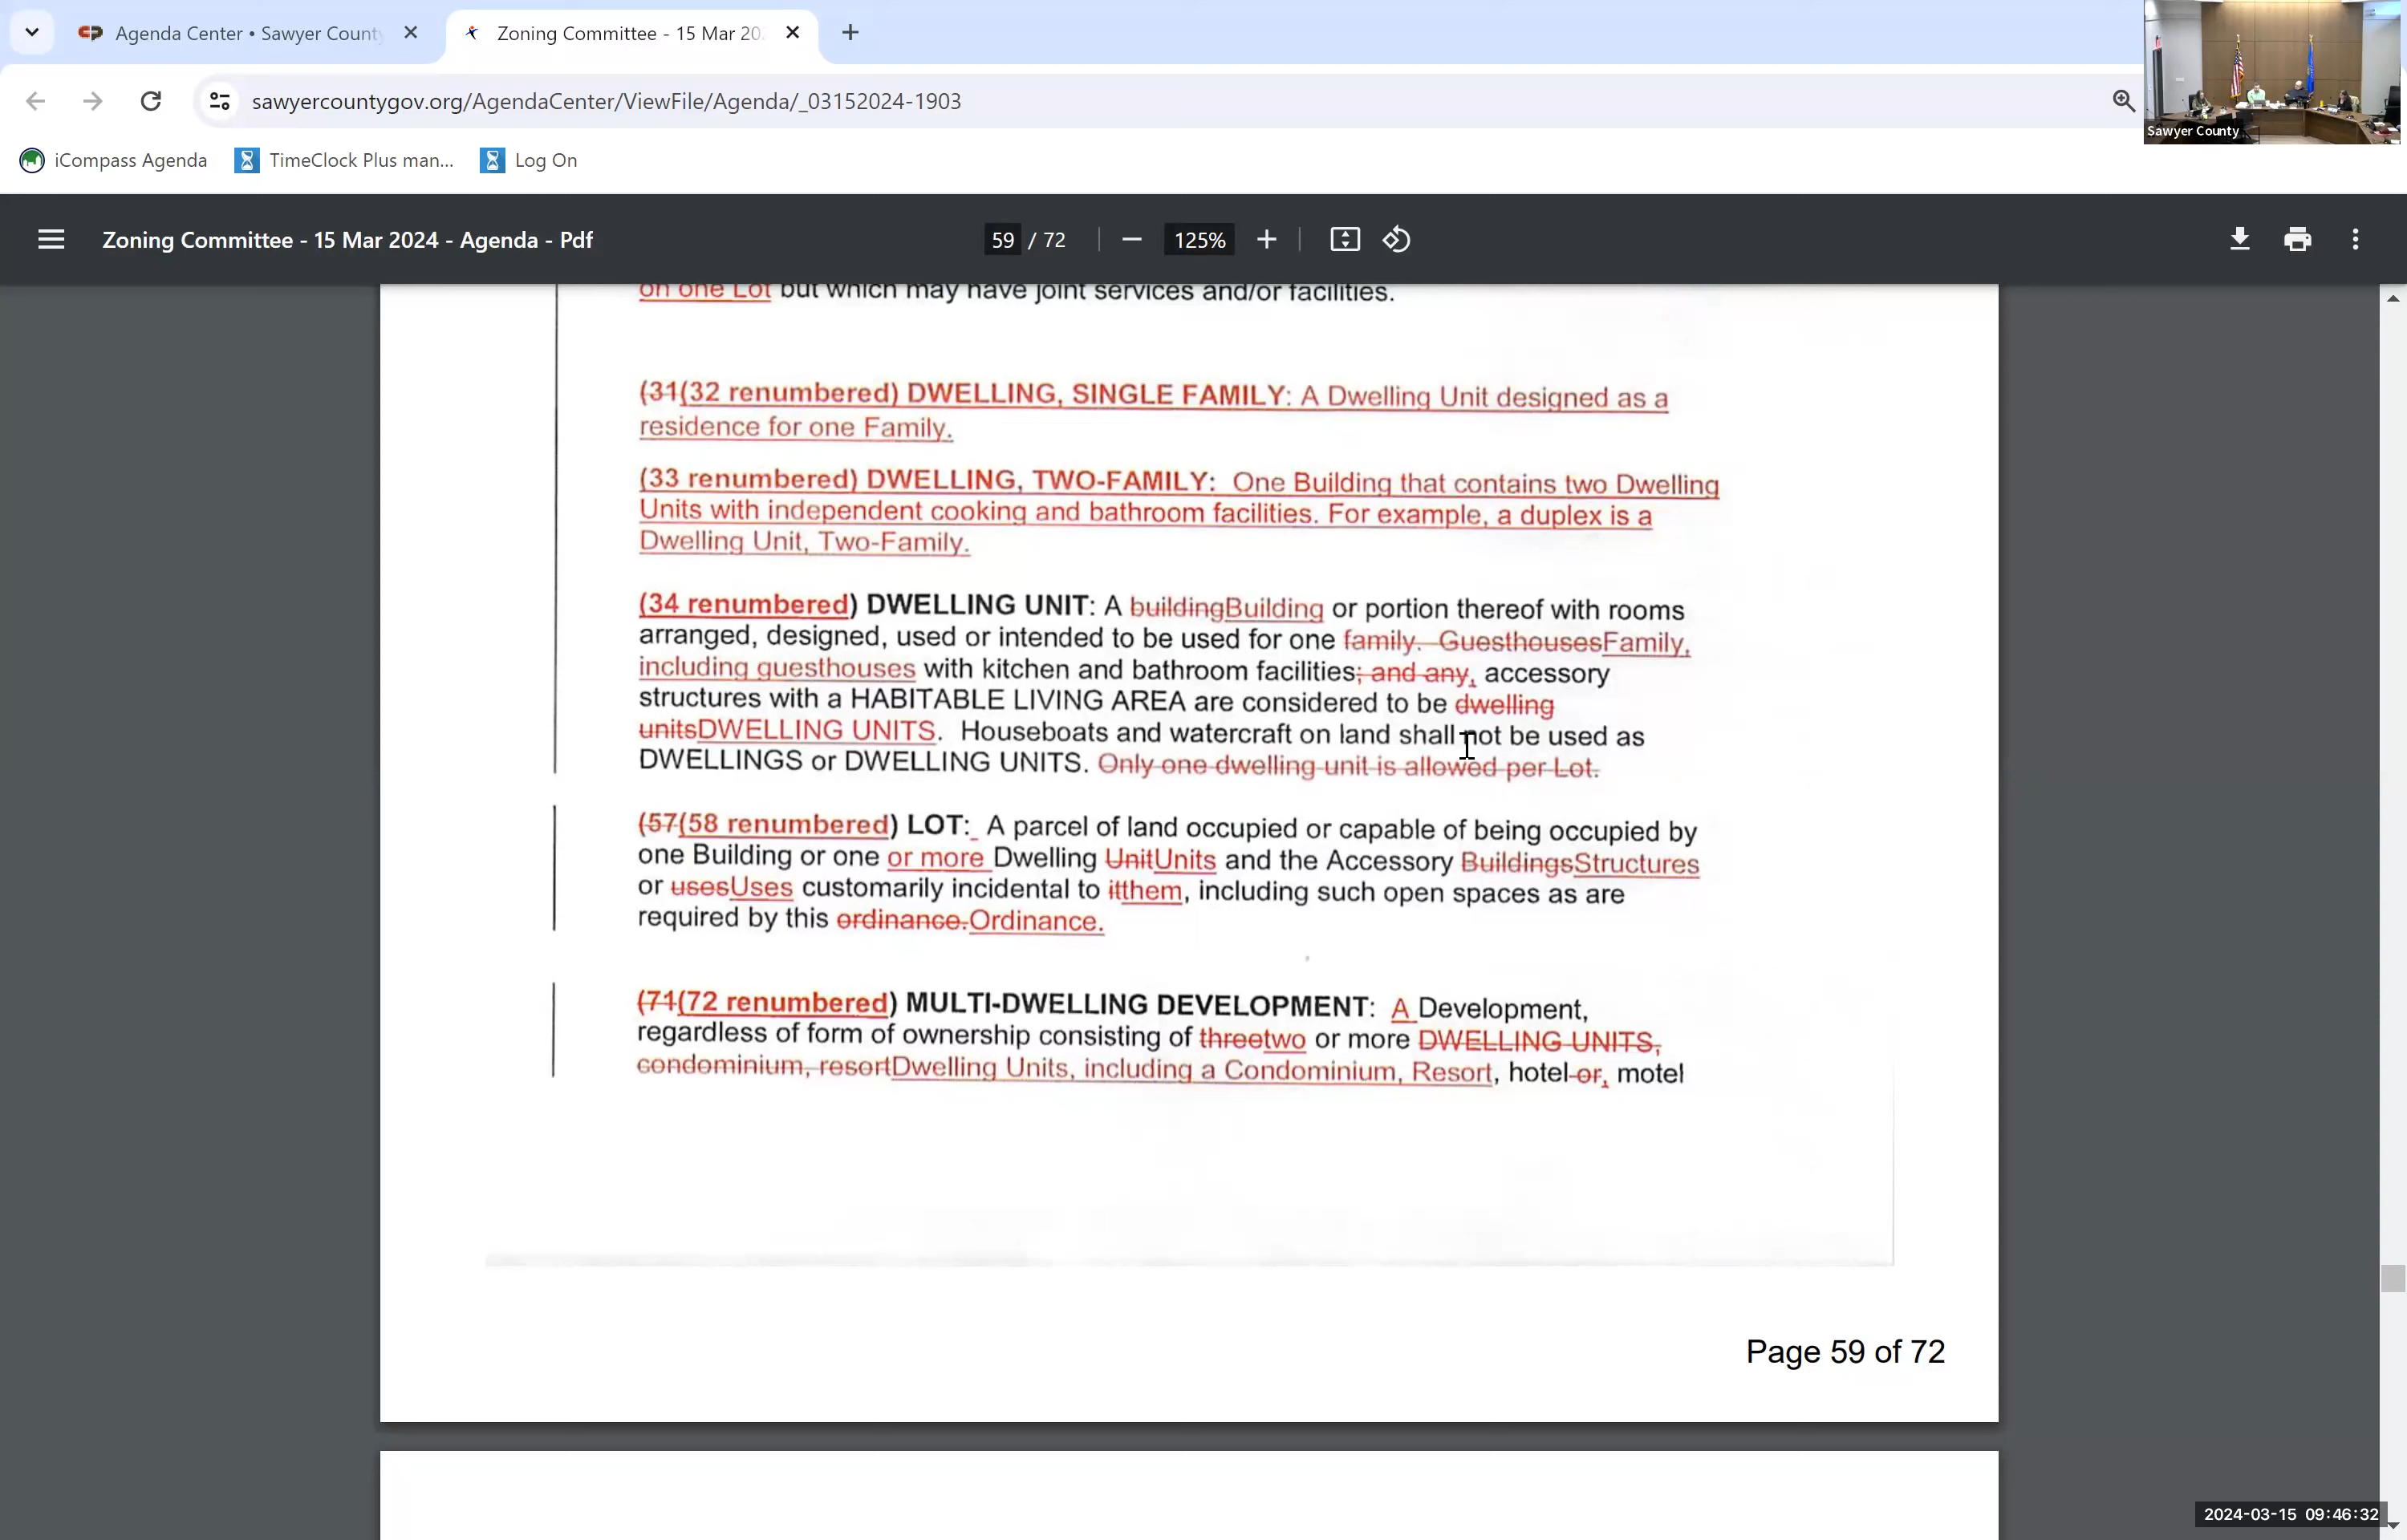 Agenda Center • Sawyer County
Zoning Committee - 15 Mar 20
sawyercountygov.org/AgendaCenter/ViewFile/Agenda/_03152024-1903
Sawyer County
iCompass Agenda
TimeClock Plus man...
Log On
Zoning Committee - 15 Mar 2024 - Agenda - Pdf
59 / 72
125%
on one Lot but which may have joint services and/or facilities.
(31(32 renumbered) DWELLING, SINGLE FAMILY: A Dwelling Unit designed as a
residence for one Family.
(33 renumbered) DWELLING, TWO-FAMILY: One Building that contains two Dwelling
Units with independent cooking and bathroom facilities. For example, a duplex is a
Dwelling Unit, Two-Family.
(34 renumbered) DWELLING UNIT: A buildingBuilding or portion thereof with rooms
arranged, designed, used or intended to be used for one family. GuesthousesFamily,
including guesthouses with kitchen and bathroom facilities; and any, accessory
structures with a HABITABLE LIVING AREA are considered to be dwelling
unitsDWELLING UNITS. Houseboats and watercraft on land shall not be used as
DWELLINGS or DWELLING UNITS. Only one dwelling unit is allowed per Lot.
(57(58 renumbered) LOT: A parcel of land occupied or capable of being occupied by
one Building or one or more Dwelling UnitUnits and the Accessory BuildingsStructures
or usesUses customarily incidental to itthem, including such open spaces as are
required by this ordinance.Ordinance.
(71(72 renumbered) MULTI-DWELLING DEVELOPMENT: A Development,
regardless of form of ownership consisting of threetwo or more DWELLING UNITS,
condominium, resortDwelling Units, including a Condominium, Resort, hotel or, motel
Page 59 of 72
2024-03-15 09:46:32